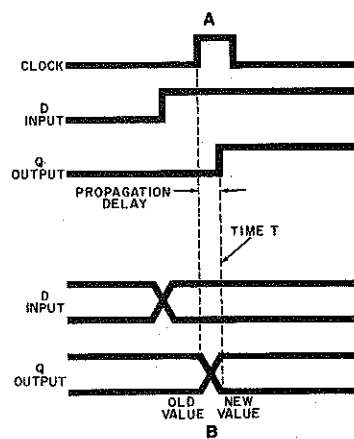 A
CLOCK
D
INPUT
Q
OUTPUT
PROPAGATION
DELAY
TIME T
D
INPUT
Q
OUTPUT
OLD NEW
VALUE VALUE
B